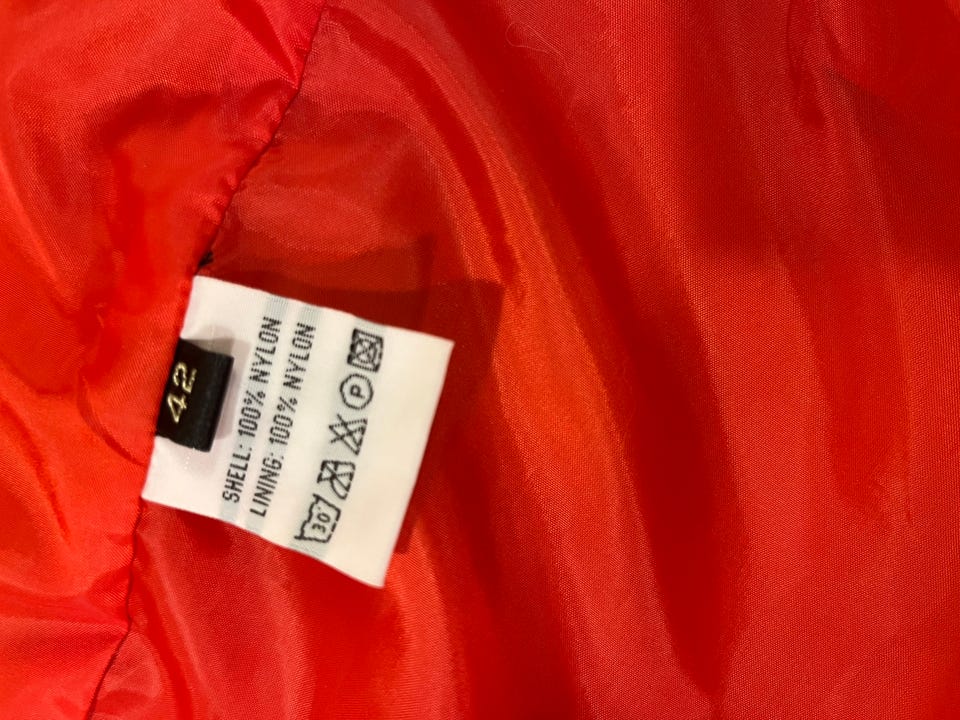 42
SHELL: 100% NYLON
LINING: 100% NYLON
30°
P